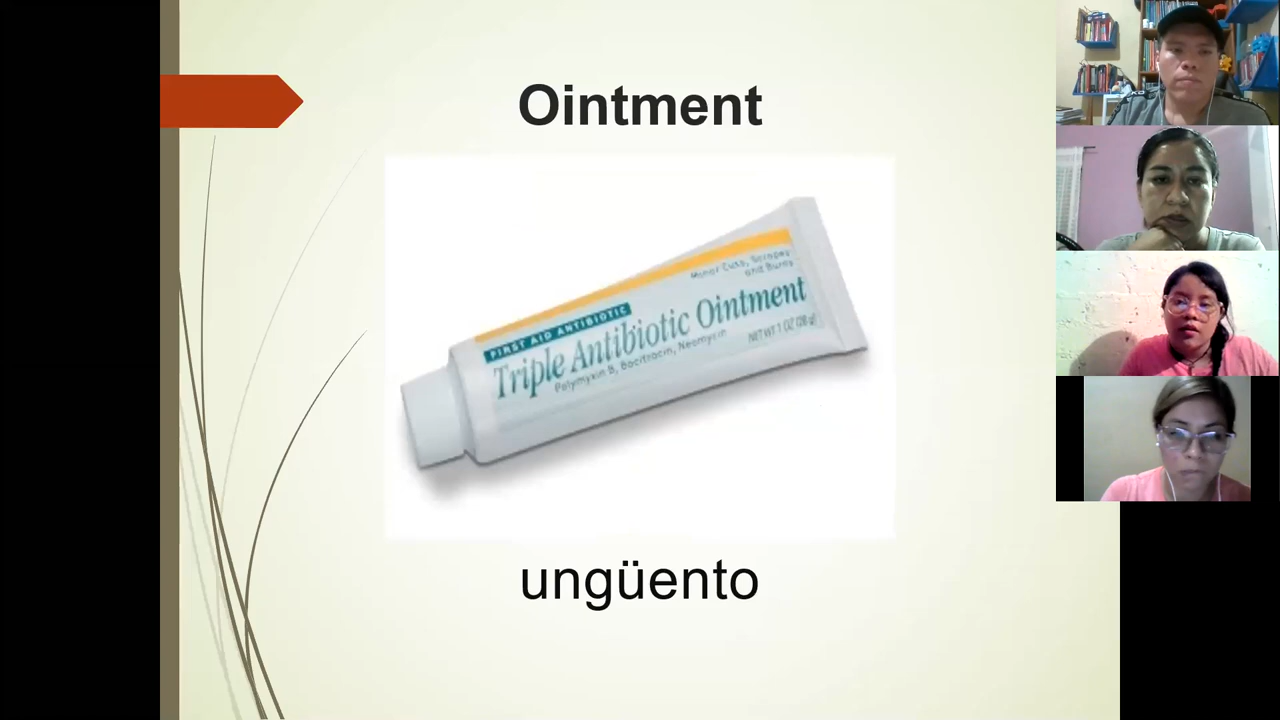 Ointment
Minor Cuts, Scrapes
and Burns
FIRST AID ANTIBIOTIC
Triple Antibiotic Ointment
Polymyxin B, Bacitracin, Neomycin
NET WT 1 OZ (28 g)
ungüento